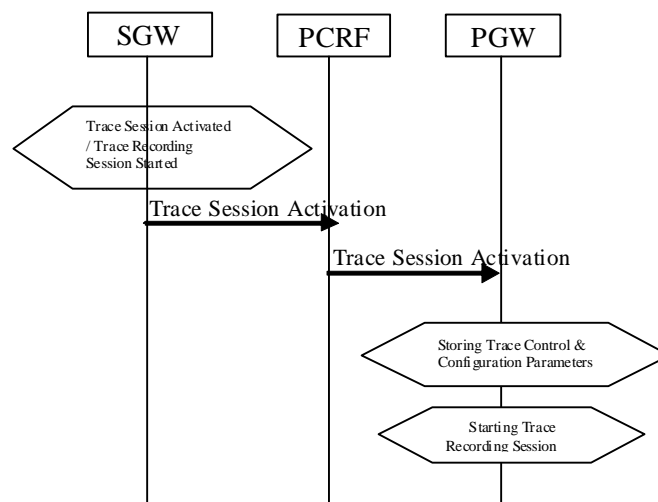 SGW
PCRF
PGW
Trace Session Activated
/ Trace Recording
Session Started
Trace Session Activation
Trace Session Activation
Storing Trace Control &
Configuration Parameters
Starting Trace
Recording Session